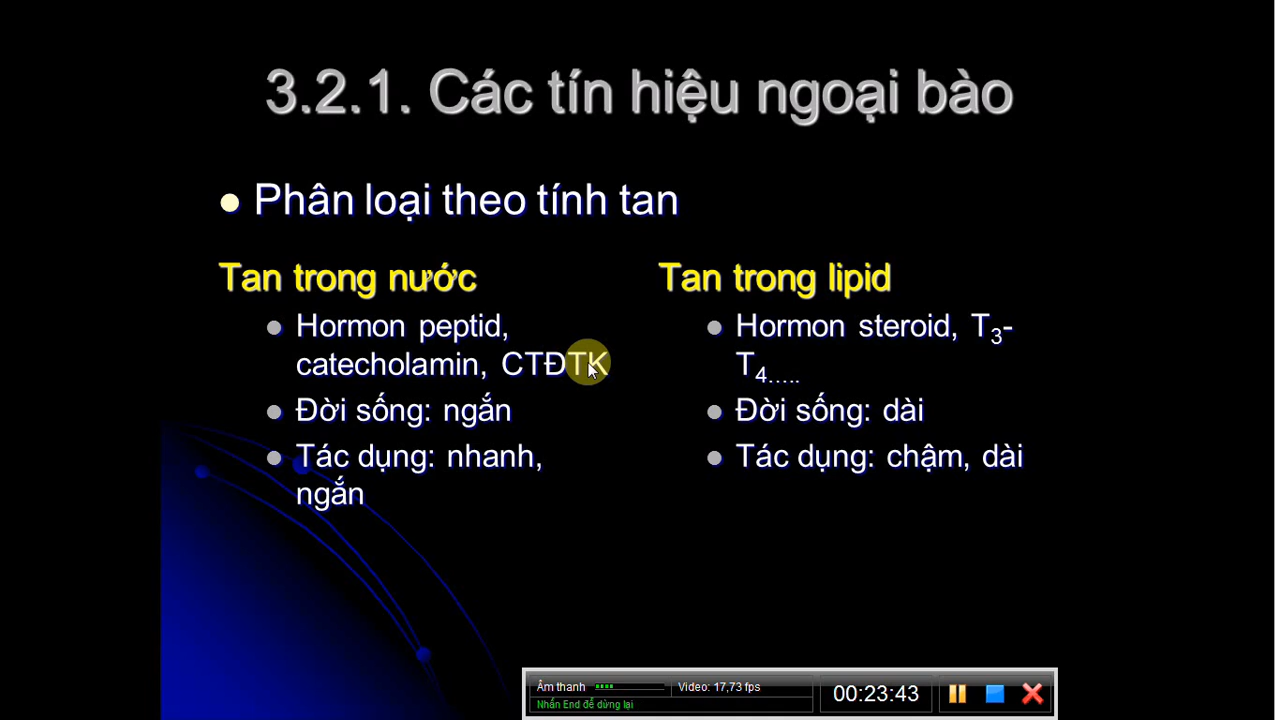 3.2.1. Các tín hiệu ngoại bào
Phân loại theo tính tan
Tan trong nước
Hormon peptid,
catecholamin, CTĐTK
Đời sống: ngắn
Tác dụng: nhanh,
ngắn
Tan trong lipid
Hormon steroid, T3-
T4.....
Đời sống: dài
Tác dụng: chậm, dài
Âm thanh
Video: 17,73 fps
Nhấn End để dừng lại
00:23:43